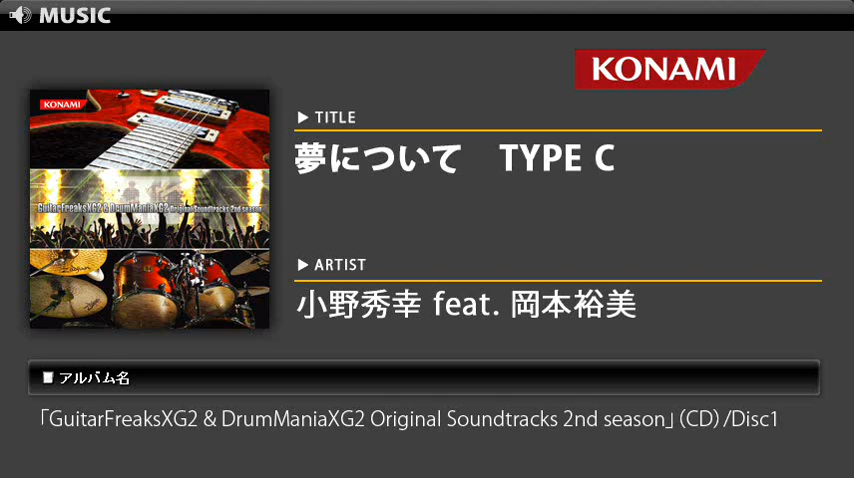 MUSIC
KONAMI
KONAMI
GuitarFreaksXG2 & DrumManiaXG2 Original Soundtracks 2nd season
▶ TITLE
夢について　TYPE C
▶ ARTIST
小野秀幸 feat. 岡本裕美
■ アルバム名
「GuitarFreaksXG2 & DrumManiaXG2 Original Soundtracks 2nd season」（CD）/Disc1